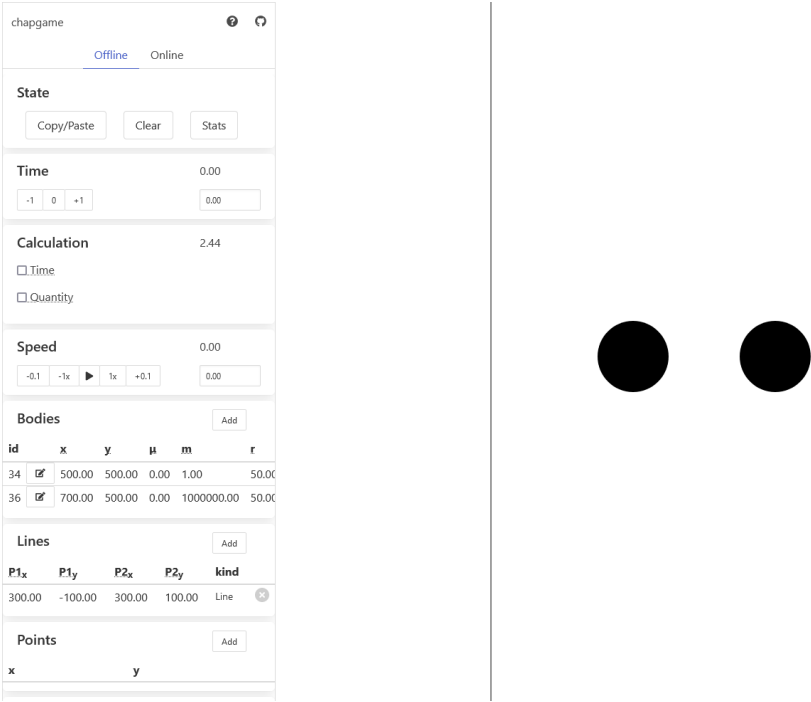 chapgame
Offline Online
State
Copy/Paste Clear Stats
Time 0.00
-1 0 +1 0.00
Calculation 2.44
Time
Quantity
Speed 0.00
-0.1 -1x 1x +0.1 0.00
Bodies Add
id x y μ m r
34 500.00 500.00 0.00 1.00 50.00
36 700.00 500.00 0.00 1000000.00 50.00
Lines Add
P1x P1y P2x P2y kind
300.00 -100.00 300.00 100.00 Line
Points Add
x y